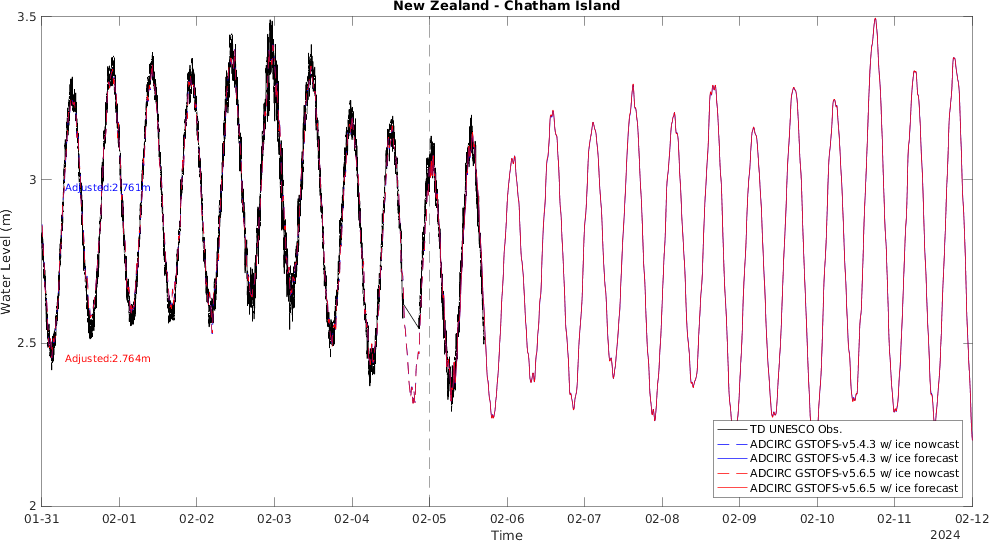 New Zealand - Chatham Island
3.5
3
2.5
2
Water Level (m)
Adjusted:2.761m
Adjusted:2.764m
TD UNESCO Obs.
ADCIRC GSTOFS-v5.4.3 w/ ice nowcast
ADCIRC GSTOFS-v5.4.3 w/ ice forecast
ADCIRC GSTOFS-v5.6.5 w/ ice nowcast
ADCIRC GSTOFS-v5.6.5 w/ ice forecast
01-31 02-01 02-02 02-03 02-04 02-05 02-06 02-07 02-08 02-09 02-10 02-11 02-12
Time
2024